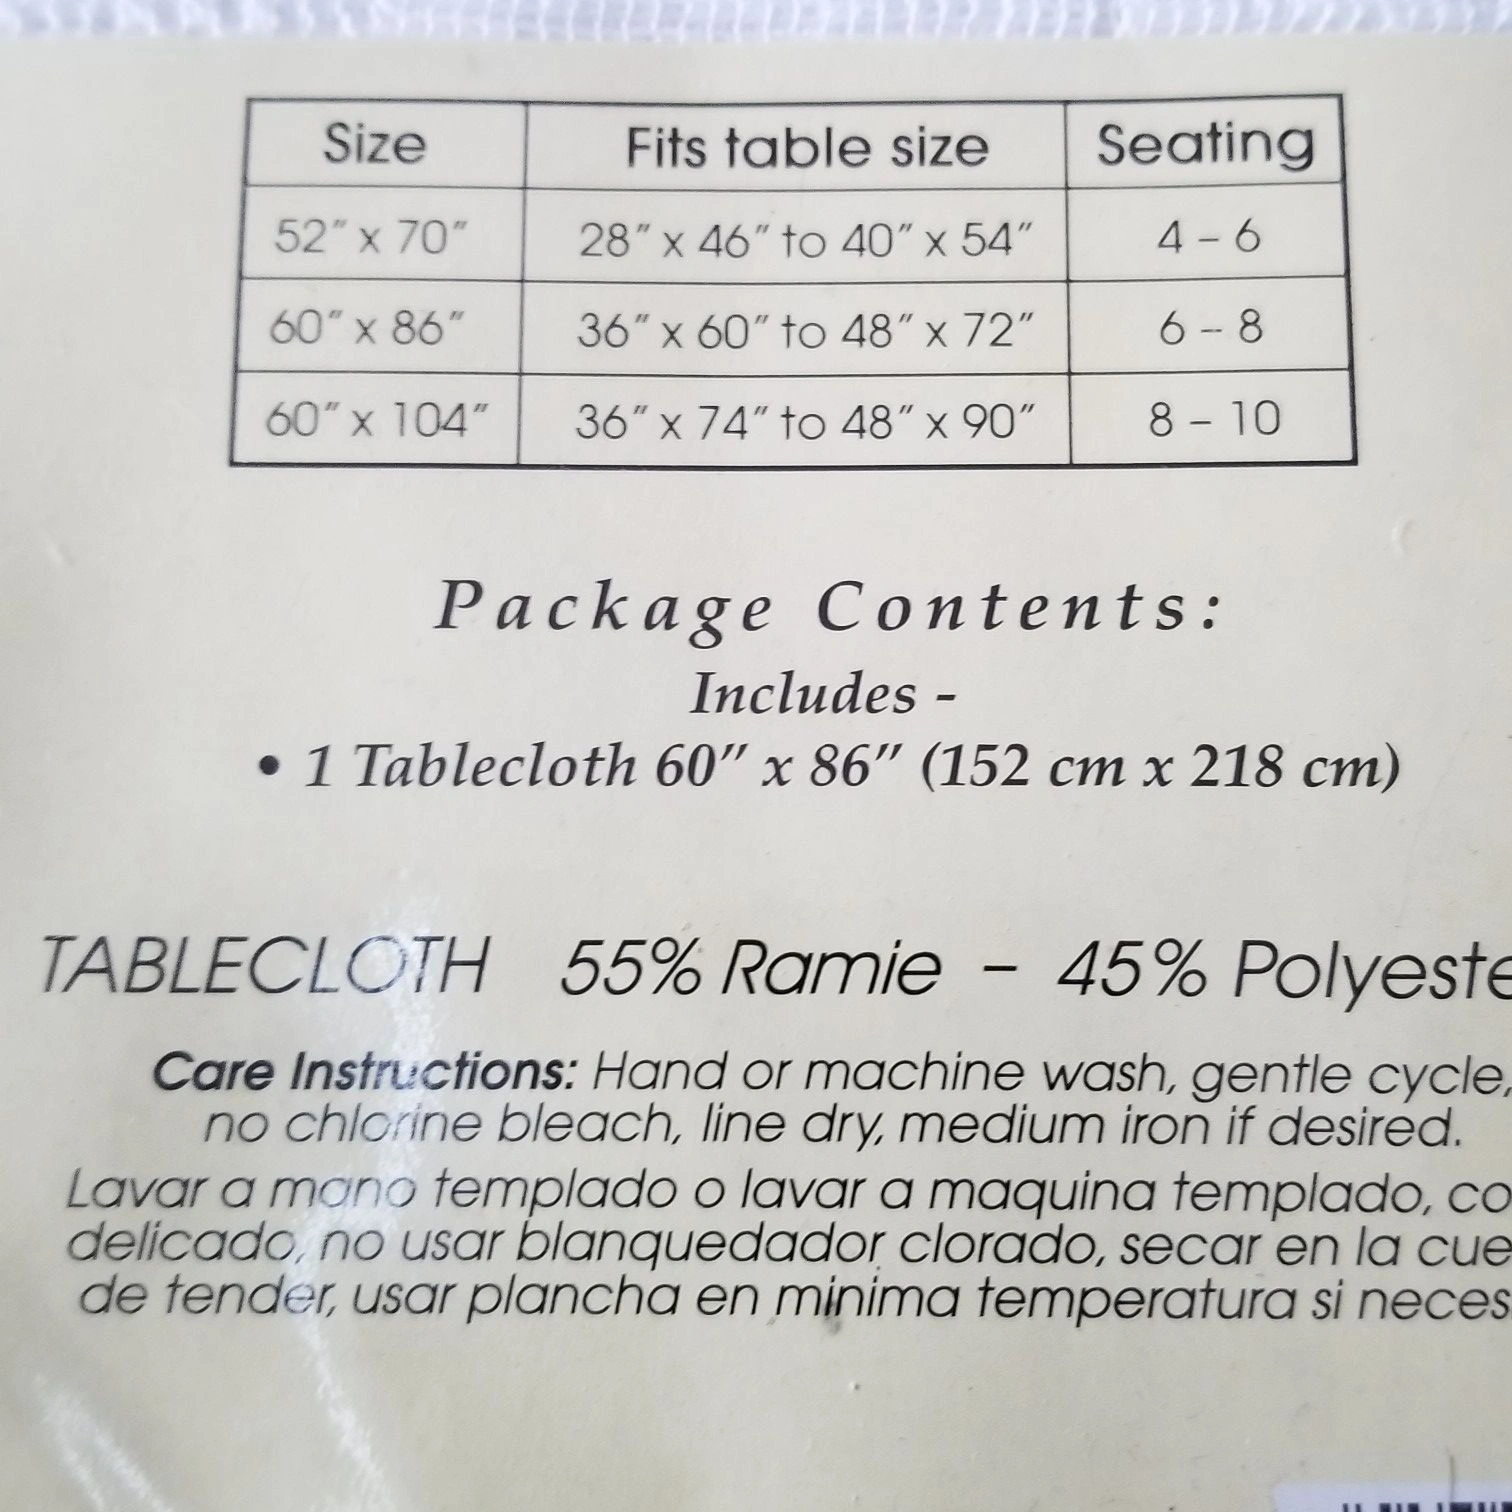 Size Fits table size Seating
52" x 70" 28" x 46" to 40" x 54" 4 - 6
60" x 86" 36" x 60" to 48" x 72" 6 - 8
60" x 104" 36" x 74" to 48" x 90" 8 - 10
Package Contents:
Includes -
• 1 Tablecloth 60" x 86" (152 cm x 218 cm)
TABLECLOTH 55% Ramie - 45% Polyeste
Care Instructions: Hand or machine wash, gentle cycle,
no chlorine bleach, line dry, medium iron if desired.
Lavar a mano templado o lavar a maquina templado, co
delicado, no usar blanquedador clorado, secar en la cue
de tender, usar plancha en minima temperatura si neces